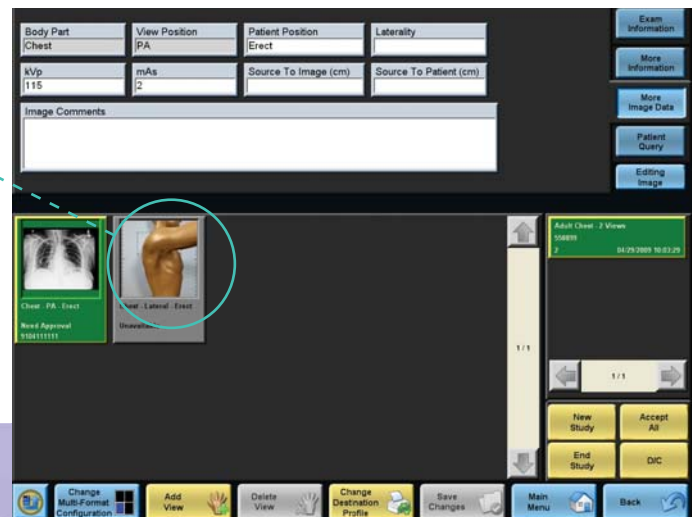 Body Part
View Position
Patient Position
Laterality
Chest
PA
Erect
kVp
mAs
Source To Image (cm)
Source To Patient (cm)
115
2
Image Comments
Exam Information
More Information
More Image Data
Patient Query
Editing Image
Chest - PA - Erect
Need Approval
9104111111
Chest - Lateral - Erect
1 / 1
Adult Chest - 2 Views
2
04/29/2009 10:03:29
1 / 1
New Study
Accept All
End Study
D/C
Change Multi-Format Configuration
Add View
Delete View
Change Destination Profile
Save Changes
Main Menu
Back